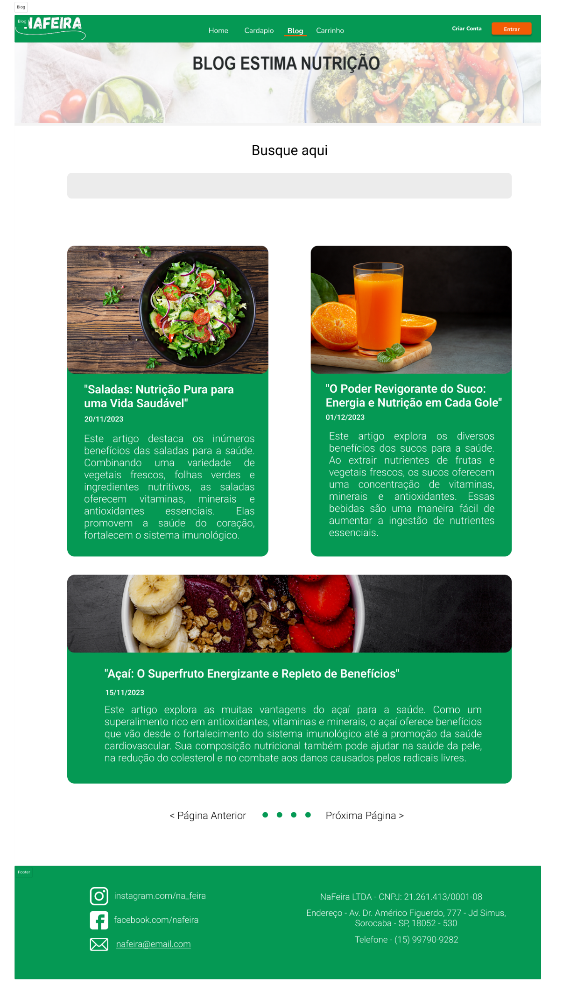 Blog
Blog
NAFEIRA
Home Cardapio Blog Carrinho
Criar Conta Entrar
BLOG ESTIMA NUTRIÇÃO
Busque aqui
"Saladas: Nutrição Pura para
uma Vida Saudável"
20/11/2023
Este artigo destaca os inúmeros
benefícios das saladas para a saúde.
Combinando uma variedade de
vegetais frescos, folhas verdes e
ingredientes nutritivos, as saladas
oferecem vitaminas, minerais e
antioxidantes essenciais. Elas
promovem a saúde do coração,
fortalecem o sistema imunológico.
"O Poder Revigorante do Suco:
Energia e Nutrição em Cada Gole"
01/12/2023
Este artigo explora os diversos
benefícios dos sucos para a saúde.
Ao extrair nutrientes de frutas e
vegetais frescos, os sucos oferecem
uma concentração de vitaminas,
minerais e antioxidantes. Essas
bebidas são uma maneira fácil de
aumentar a ingestão de nutrientes
essenciais.
"Açaí: O Superfruto Energizante e Repleto de Benefícios"
15/11/2023
Este artigo explora as muitas vantagens do açaí para a saúde. Como um
superalimento rico em antioxidantes, vitaminas e minerais, o açaí oferece benefícios
que vão desde o fortalecimento do sistema imunológico até a promoção da saúde
cardiovascular. Sua composição nutricional também pode ajudar na saúde da pele,
na redução do colesterol e no combate aos danos causados pelos radicais livres.
< Página Anterior Próxima Página >
Footer
instagram.com/na_feira
facebook.com/nafeira
nafeira@email.com
NaFeira LTDA - CNPJ: 21.261.413/0001-08
Endereço - Av. Dr. Américo Figuerdo, 777 - Jd Simus,
Sorocaba - SP, 18052 - 530
Telefone - (15) 99790-9282